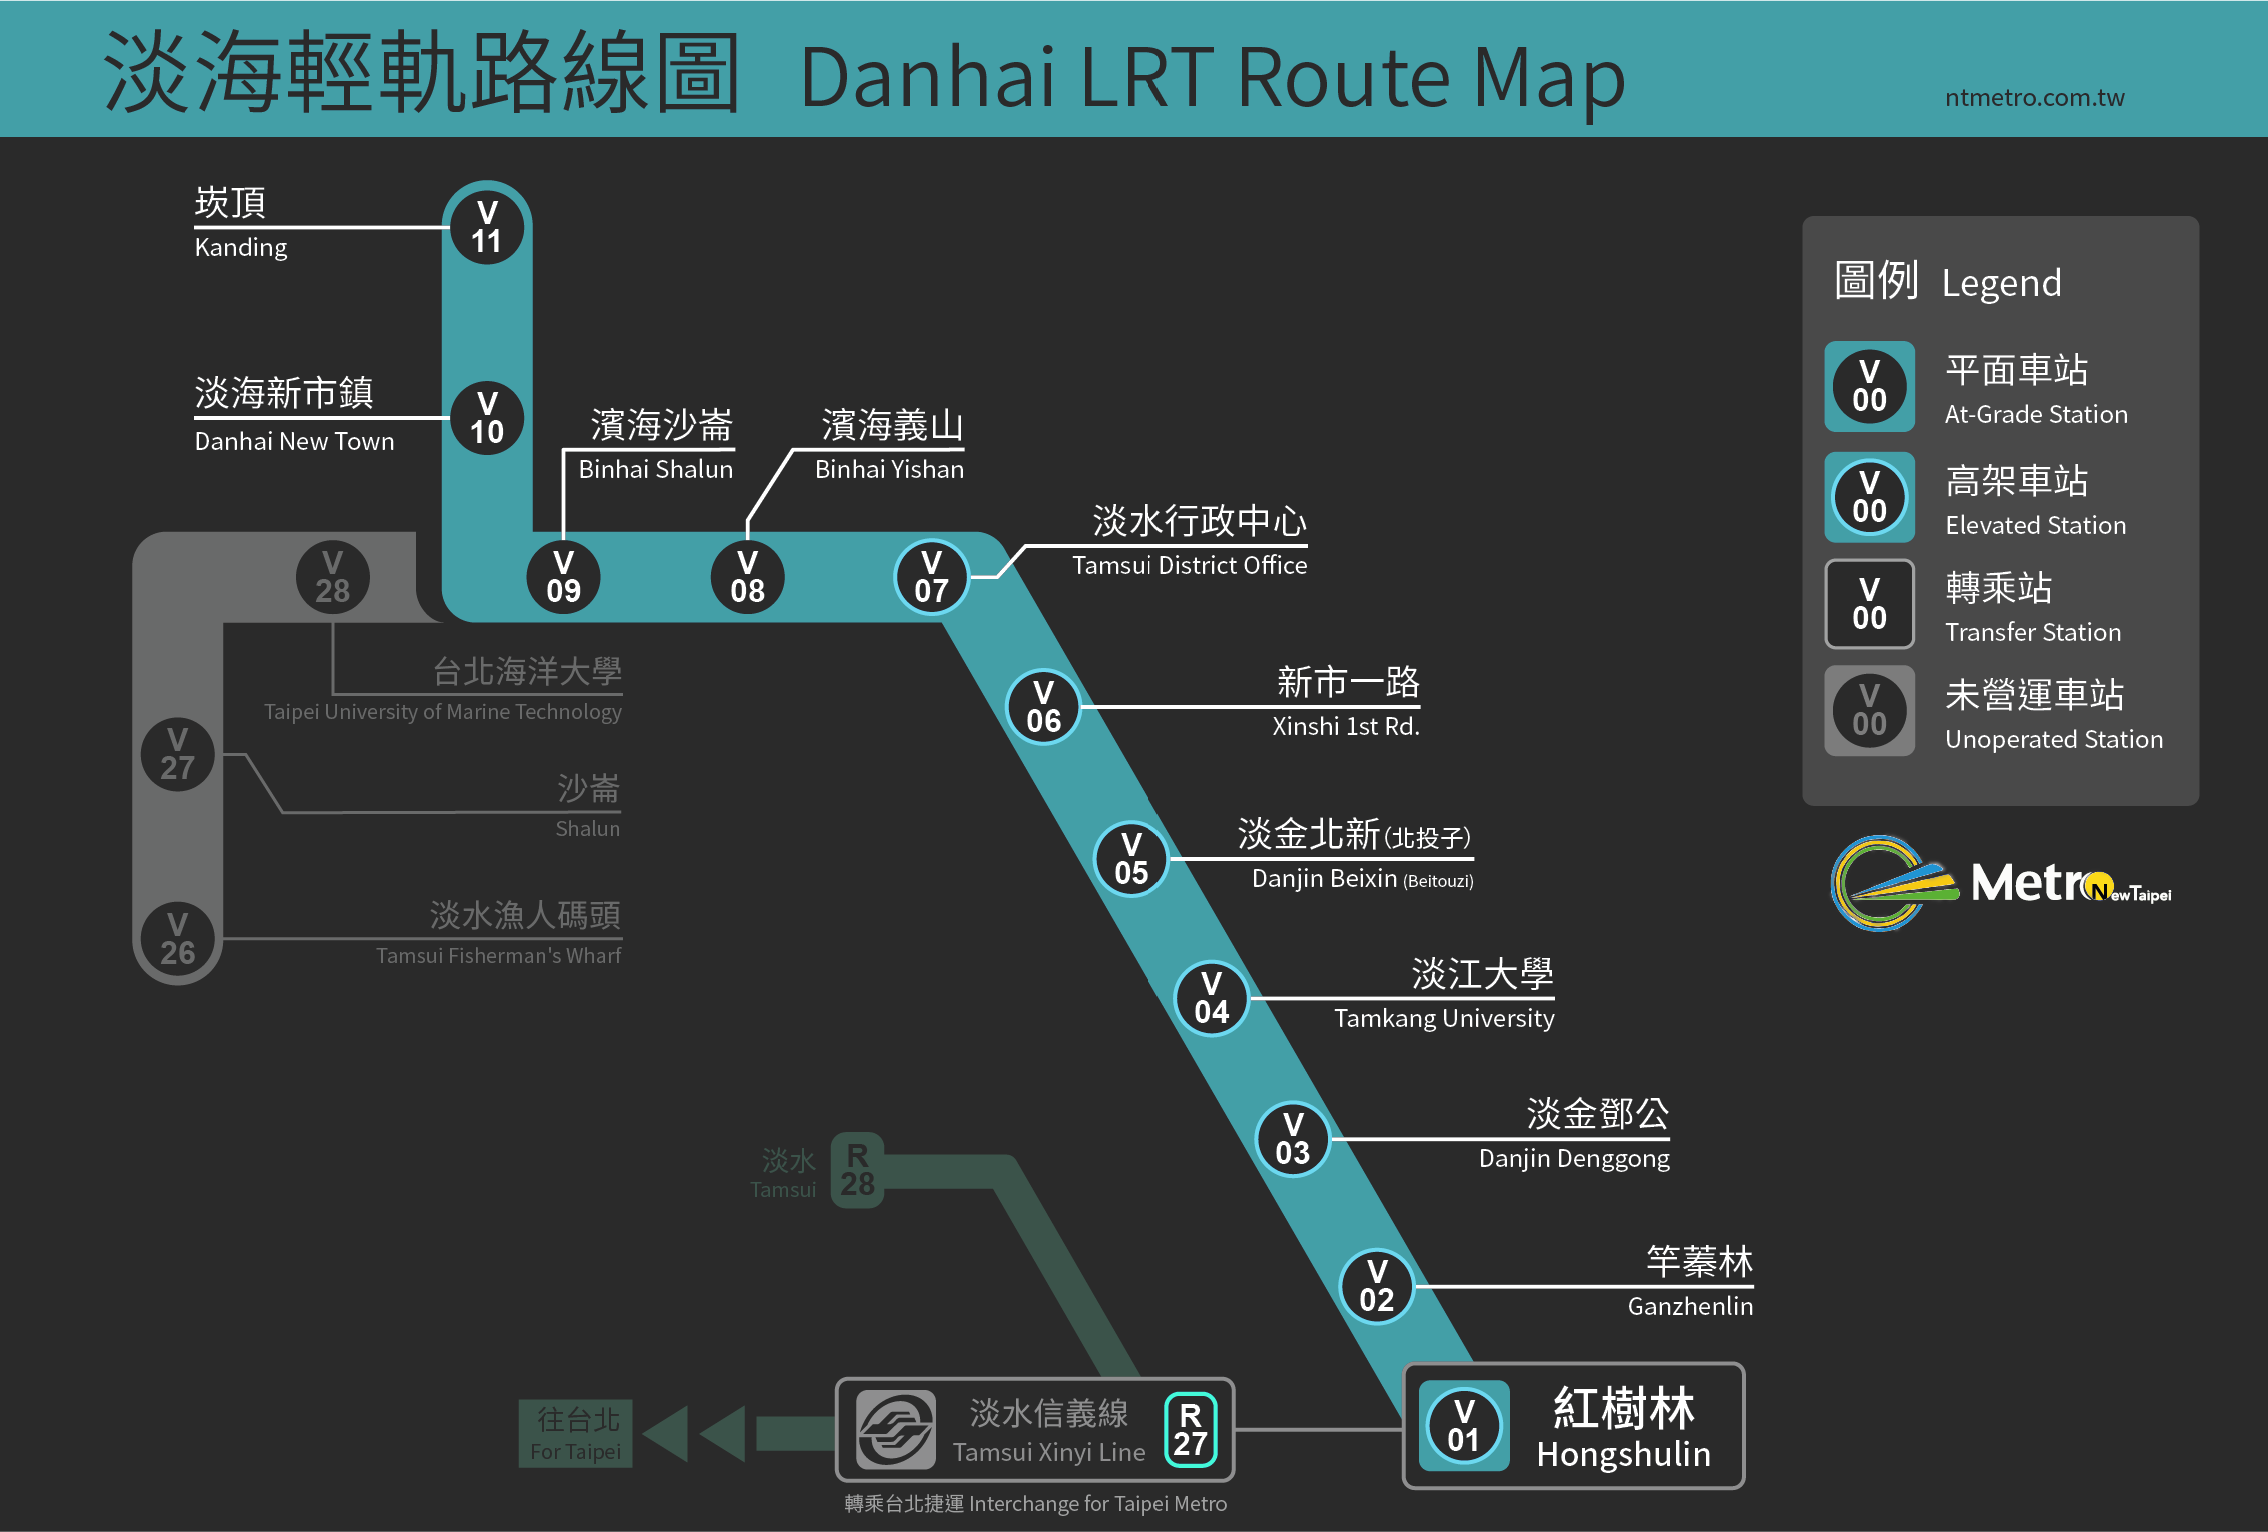 淡海輕軌路線圖 Danhai LRT Route Map
ntmetro.com.tw
崁頂
Kanding
V
11
淡海新市鎮
Danhai New Town
V
10
濱海沙崙
Binhai Shalun
V
09
濱海義山
Binhai Yishan
V
08
淡水行政中心
Tamsui District Office
V
07
新市一路
Xinshi 1st Rd.
V
06
淡金北新(北投子)
Danjin Beixin (Beitouzi)
V
05
淡江大學
Tamkang University
V
04
淡金鄧公
Danjin Denggong
V
03
竿蓁林
Ganzhenlin
V
02
紅樹林
Hongshulin
V
01
V
28
台北海洋大學
Taipei University of Marine Technology
V
27
沙崙
Shalun
V
26
淡水漁人碼頭
Tamsui Fisherman's Wharf
淡水
Tamsui
R
28
往台北
For Taipei
淡水信義線
Tamsui Xinyi Line
R
27
轉乘台北捷運 Interchange for Taipei Metro
圖例 Legend
V
00
平面車站
At-Grade Station
V
00
高架車站
Elevated Station
V
00
轉乘站
Transfer Station
V
00
未營運車站
Unoperated Station
Metro NewTaipei